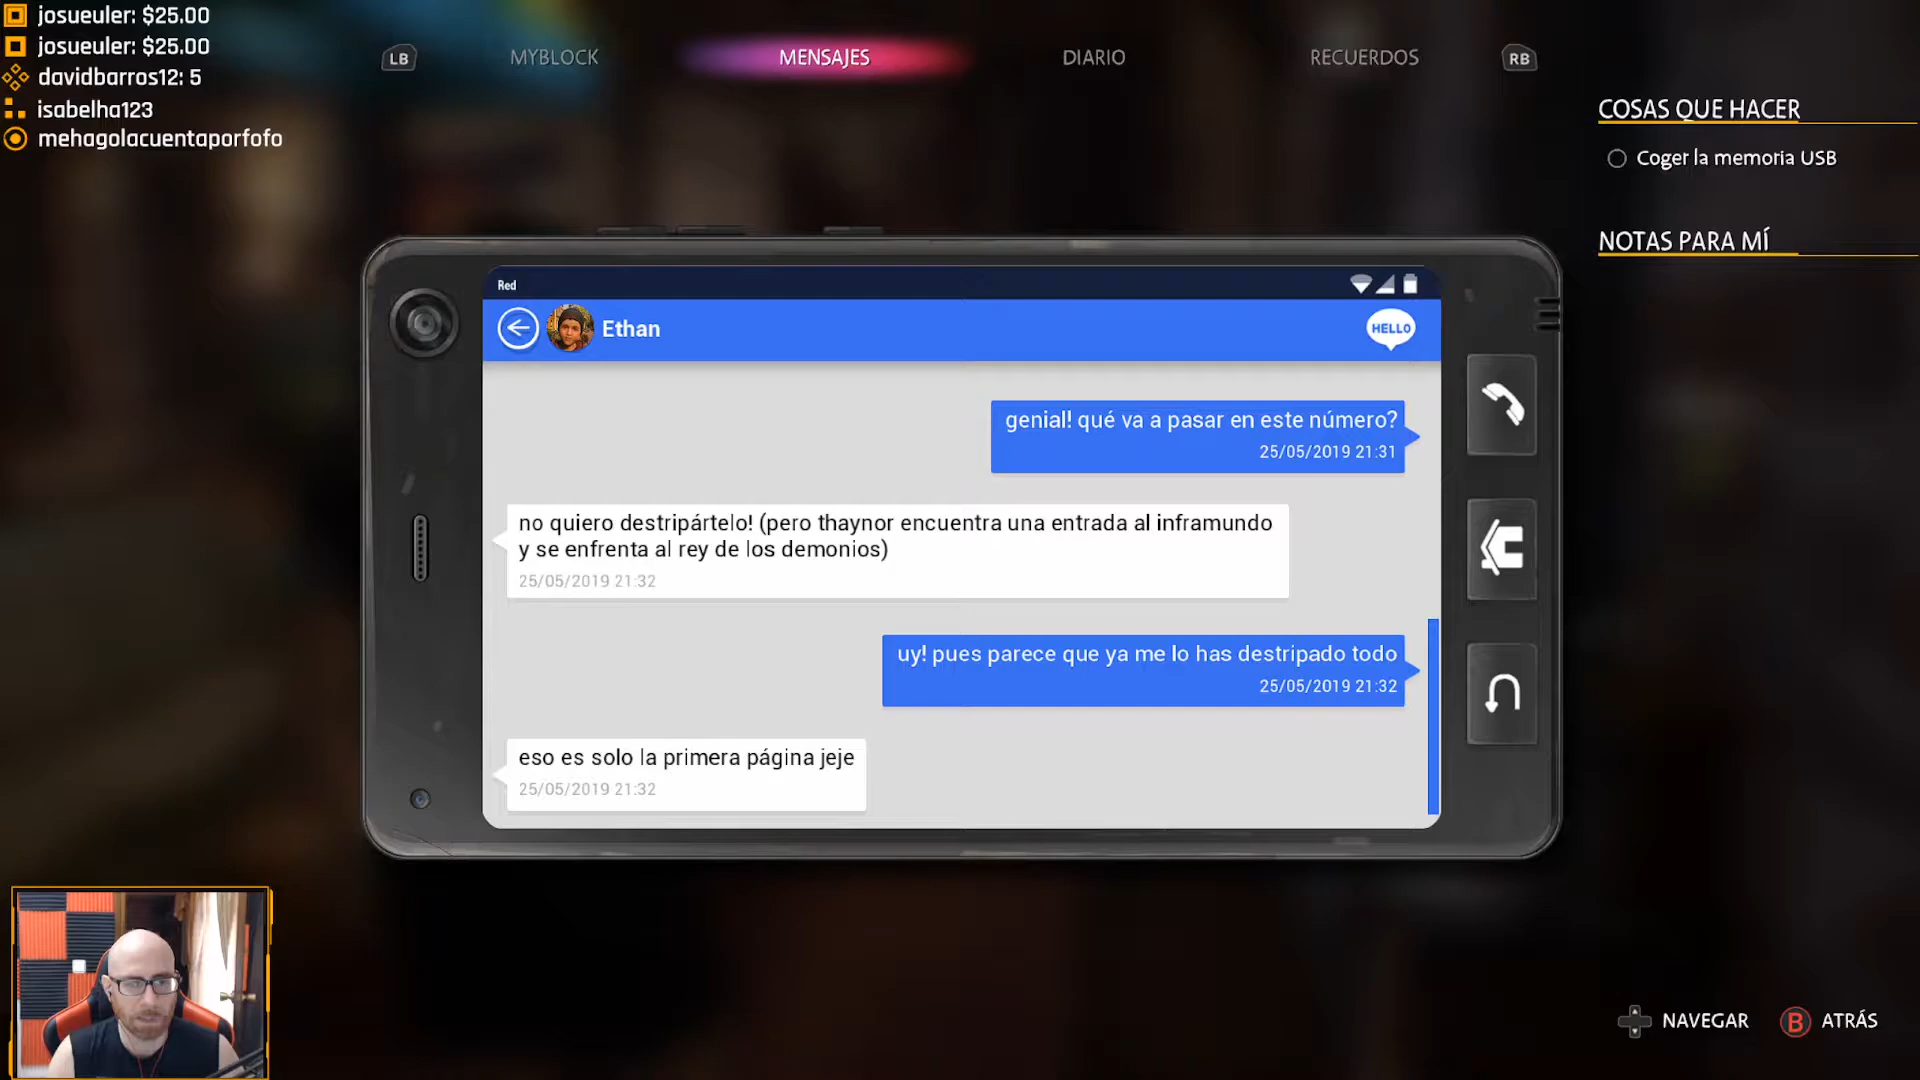 josueuler: $25.00
josueuler: $25.00
davidbarros12: 5
isabelha123
mehagolacuentaporfofo
LB
MYBLOCK
MENSAJES
DIARIO
RECUERDOS
RB
COSAS QUE HACER
Coger la memoria USB
NOTAS PARA MÍ
Red
Ethan
HELLO
genial! qué va a pasar en este número?
25/05/2019 21:31
no quiero destripártelo! (pero thaynor encuentra una entrada al inframundo
y se enfrenta al rey de los demonios)
25/05/2019 21:32
uy! pues parece que ya me lo has destripado todo
25/05/2019 21:32
eso es solo la primera página jeje
25/05/2019 21:32
NAVEGAR
B
ATRÁS